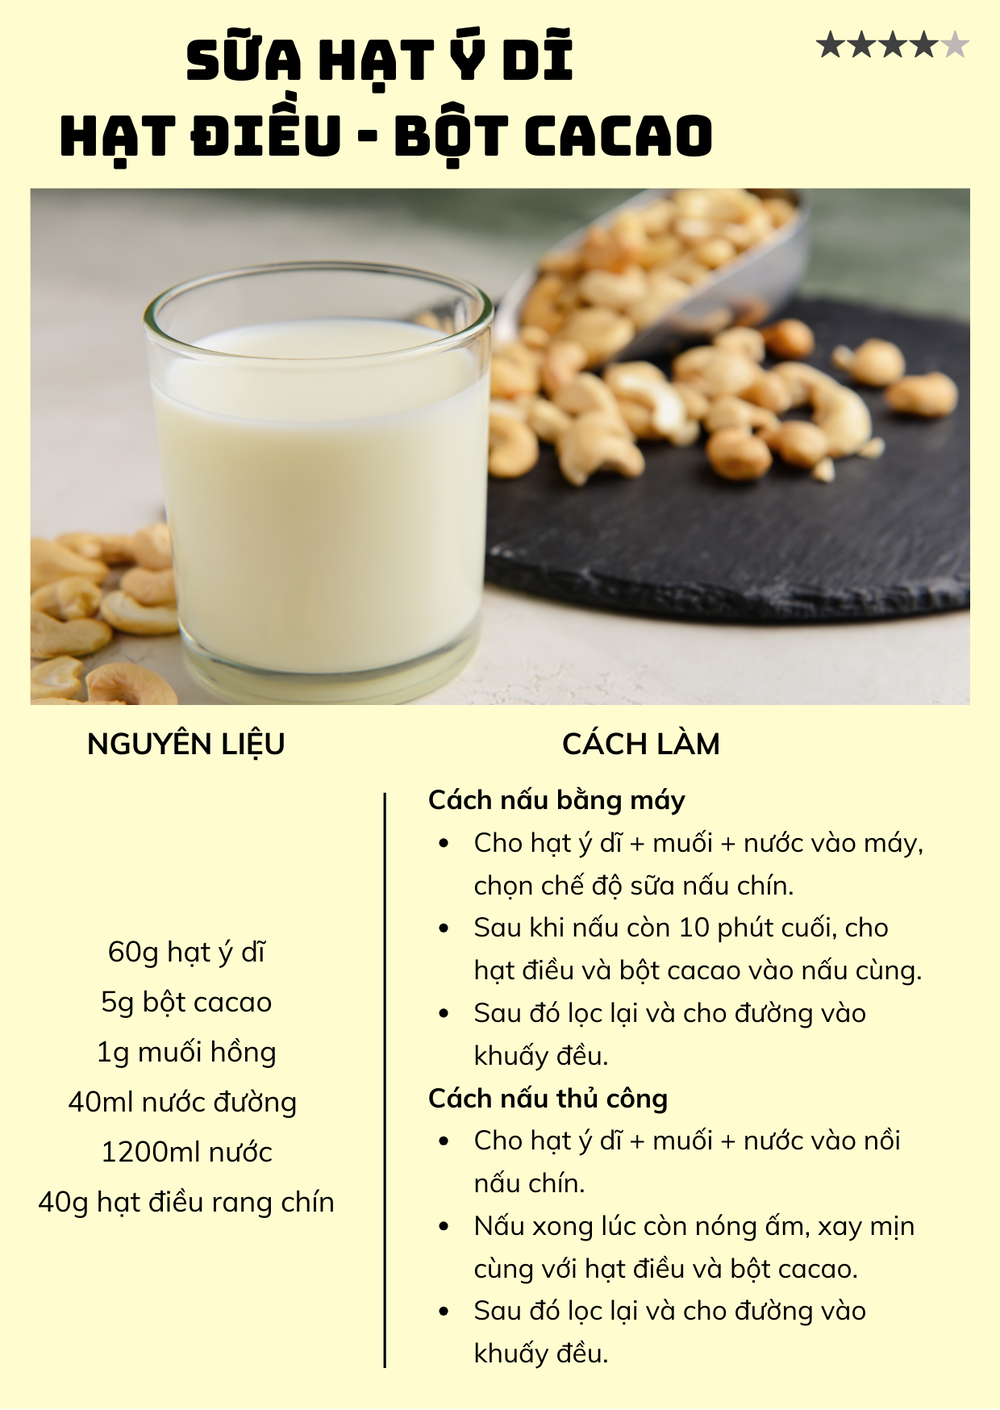 SỮA HẠT Ý DĨ
HẠT ĐIỀU - BỘT CACAO
NGUYÊN LIỆU
60g hạt ý dĩ
5g bột cacao
1g muối hồng
40ml nước đường
1200ml nước
40g hạt điều rang chín
CÁCH LÀM
Cách nấu bằng máy
• Cho hạt ý dĩ + muối + nước vào máy,
chọn chế độ sữa nấu chín.
• Sau khi nấu còn 10 phút cuối, cho
hạt điều và bột cacao vào nấu cùng.
• Sau đó lọc lại và cho đường vào
khuấy đều.
Cách nấu thủ công
• Cho hạt ý dĩ + muối + nước vào nồi
nấu chín.
• Nấu xong lúc còn nóng ấm, xay mịn
cùng với hạt điều và bột cacao.
• Sau đó lọc lại và cho đường vào
khuấy đều.